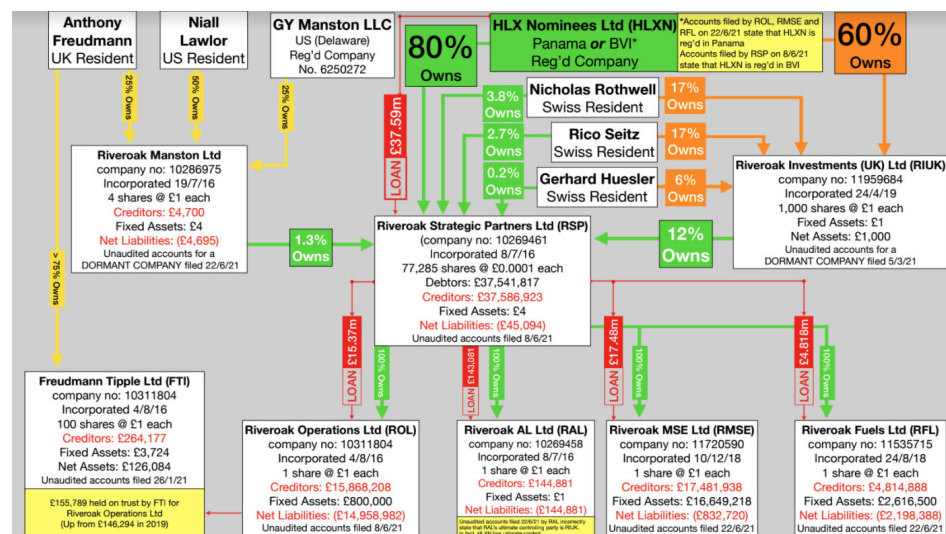 Anthony
Freudmann
UK Resident
Niall
Lawlor
US Resident
GY Manston LLC
US (Delaware)
Reg'd Company
No. 6250272
80%
Owns
HLX Nominees Ltd (HLXN)
Panama or BVI*
Reg'd Company
*Accounts filed by ROL, RMSE and
RFL on 22/6/21 state that HLXN is
reg'd in Panama
Accounts filed by RSP on 8/6/21
state that HLXN is reg'd in BVI
60%
Owns
25% Owns
50% Owns
25% Owns
LOAN £37.59m
3.8%
Owns
Nicholas Rothwell
Swiss Resident
17%
Owns
2.7%
Owns
Rico Seitz
Swiss Resident
17%
Owns
0.2%
Owns
Gerhard Huesler
Swiss Resident
6%
Owns
Riveroak Manston Ltd
company no: 10286975
Incorporated 19/7/16
4 shares @ £1 each
Creditors: £4,700
Fixed Assets: £4
Net Liabilities: (£4,695)
Unaudited accounts for a
DORMANT COMPANY filed 22/6/21
1.3%
Owns
Riveroak Strategic Partners Ltd (RSP)
(company no: 10269461
Incorporated 8/7/16
77,285 shares @ £0.0001 each
Debtors: £37,541,817
Creditors: £37,586,923
Fixed Assets: £4
Net Liabilities: (£45,094)
Unaudited accounts filed 8/6/21
12%
Owns
Riveroak Investments (UK) Ltd (RIUK)
company no: 11959684
Incorporated 24/4/19
1,000 shares @ £1 each
Fixed Assets: £1
Net Assets: £1,000
Unaudited accounts for a
DORMANT COMPANY filed 5/3/21
> 75% Owns
LOAN £15.37m
100% Owns
LOAN £143,081
100% Owns
LOAN £17.48m
100% Owns
LOAN £4.818m
100% Owns
Freudmann Tipple Ltd (FTI)
company no: 10311804
Incorporated 4/8/16
100 shares @ £1 each
Creditors: £264,177
Fixed Assets: £3,724
Net Assets: £126,084
Unaudited accounts filed 26/1/21
£155,789 held on trust by FTI for
Riveroak Operations Ltd
(Up from £146,294 in 2019)
Riveroak Operations Ltd (ROL)
company no: 10311804
Incorporated 4/8/16
1 share @ £1 each
Creditors: £15,868,208
Fixed Assets: £800,000
Net Liabilities: (£14,958,982)
Unaudited accounts filed
8/6/21
Riveroak AL Ltd (RAL)
company no: 10269458
Incorporated 8/7/16
1 share @ £1 each
Creditors: £144,881
Fixed Assets: £1
Net Liabilities: (£144,881)
Unaudited accounts filed 22/6/21 by RAL incorrectly
state that RAL's ultimate controlling party is RIUK.
In fact, HLXN has ultimate control
Riveroak MSE Ltd (RMSE)
company no: 11720590
Incorporated 10/12/18
1 share @ £1 each
Creditors: £17,481,938
Fixed Assets: £16,649,218
Net Liabilities: (£832,720)
Unaudited accounts filed 22/6/21
Riveroak Fuels Ltd (RFL)
company no: 11535715
Incorporated 24/8/18
1 share @ £1 each
Creditors: £4,814,888
Fixed Assets: £2,616,500
Net Liabilities: (£2,198,388)
Unaudited accounts filed 22/6/21